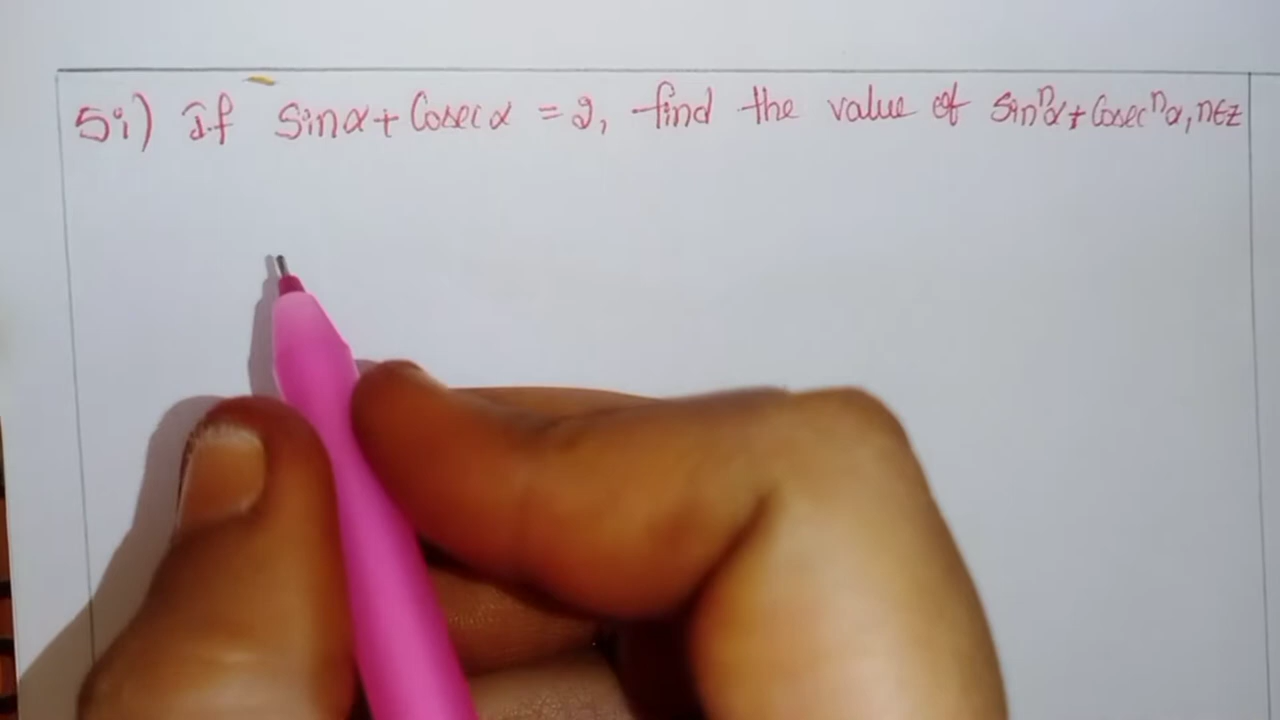 5i) If sinα + Cosecα = 2, find the value of sinⁿα + Cosecⁿα, n∈z